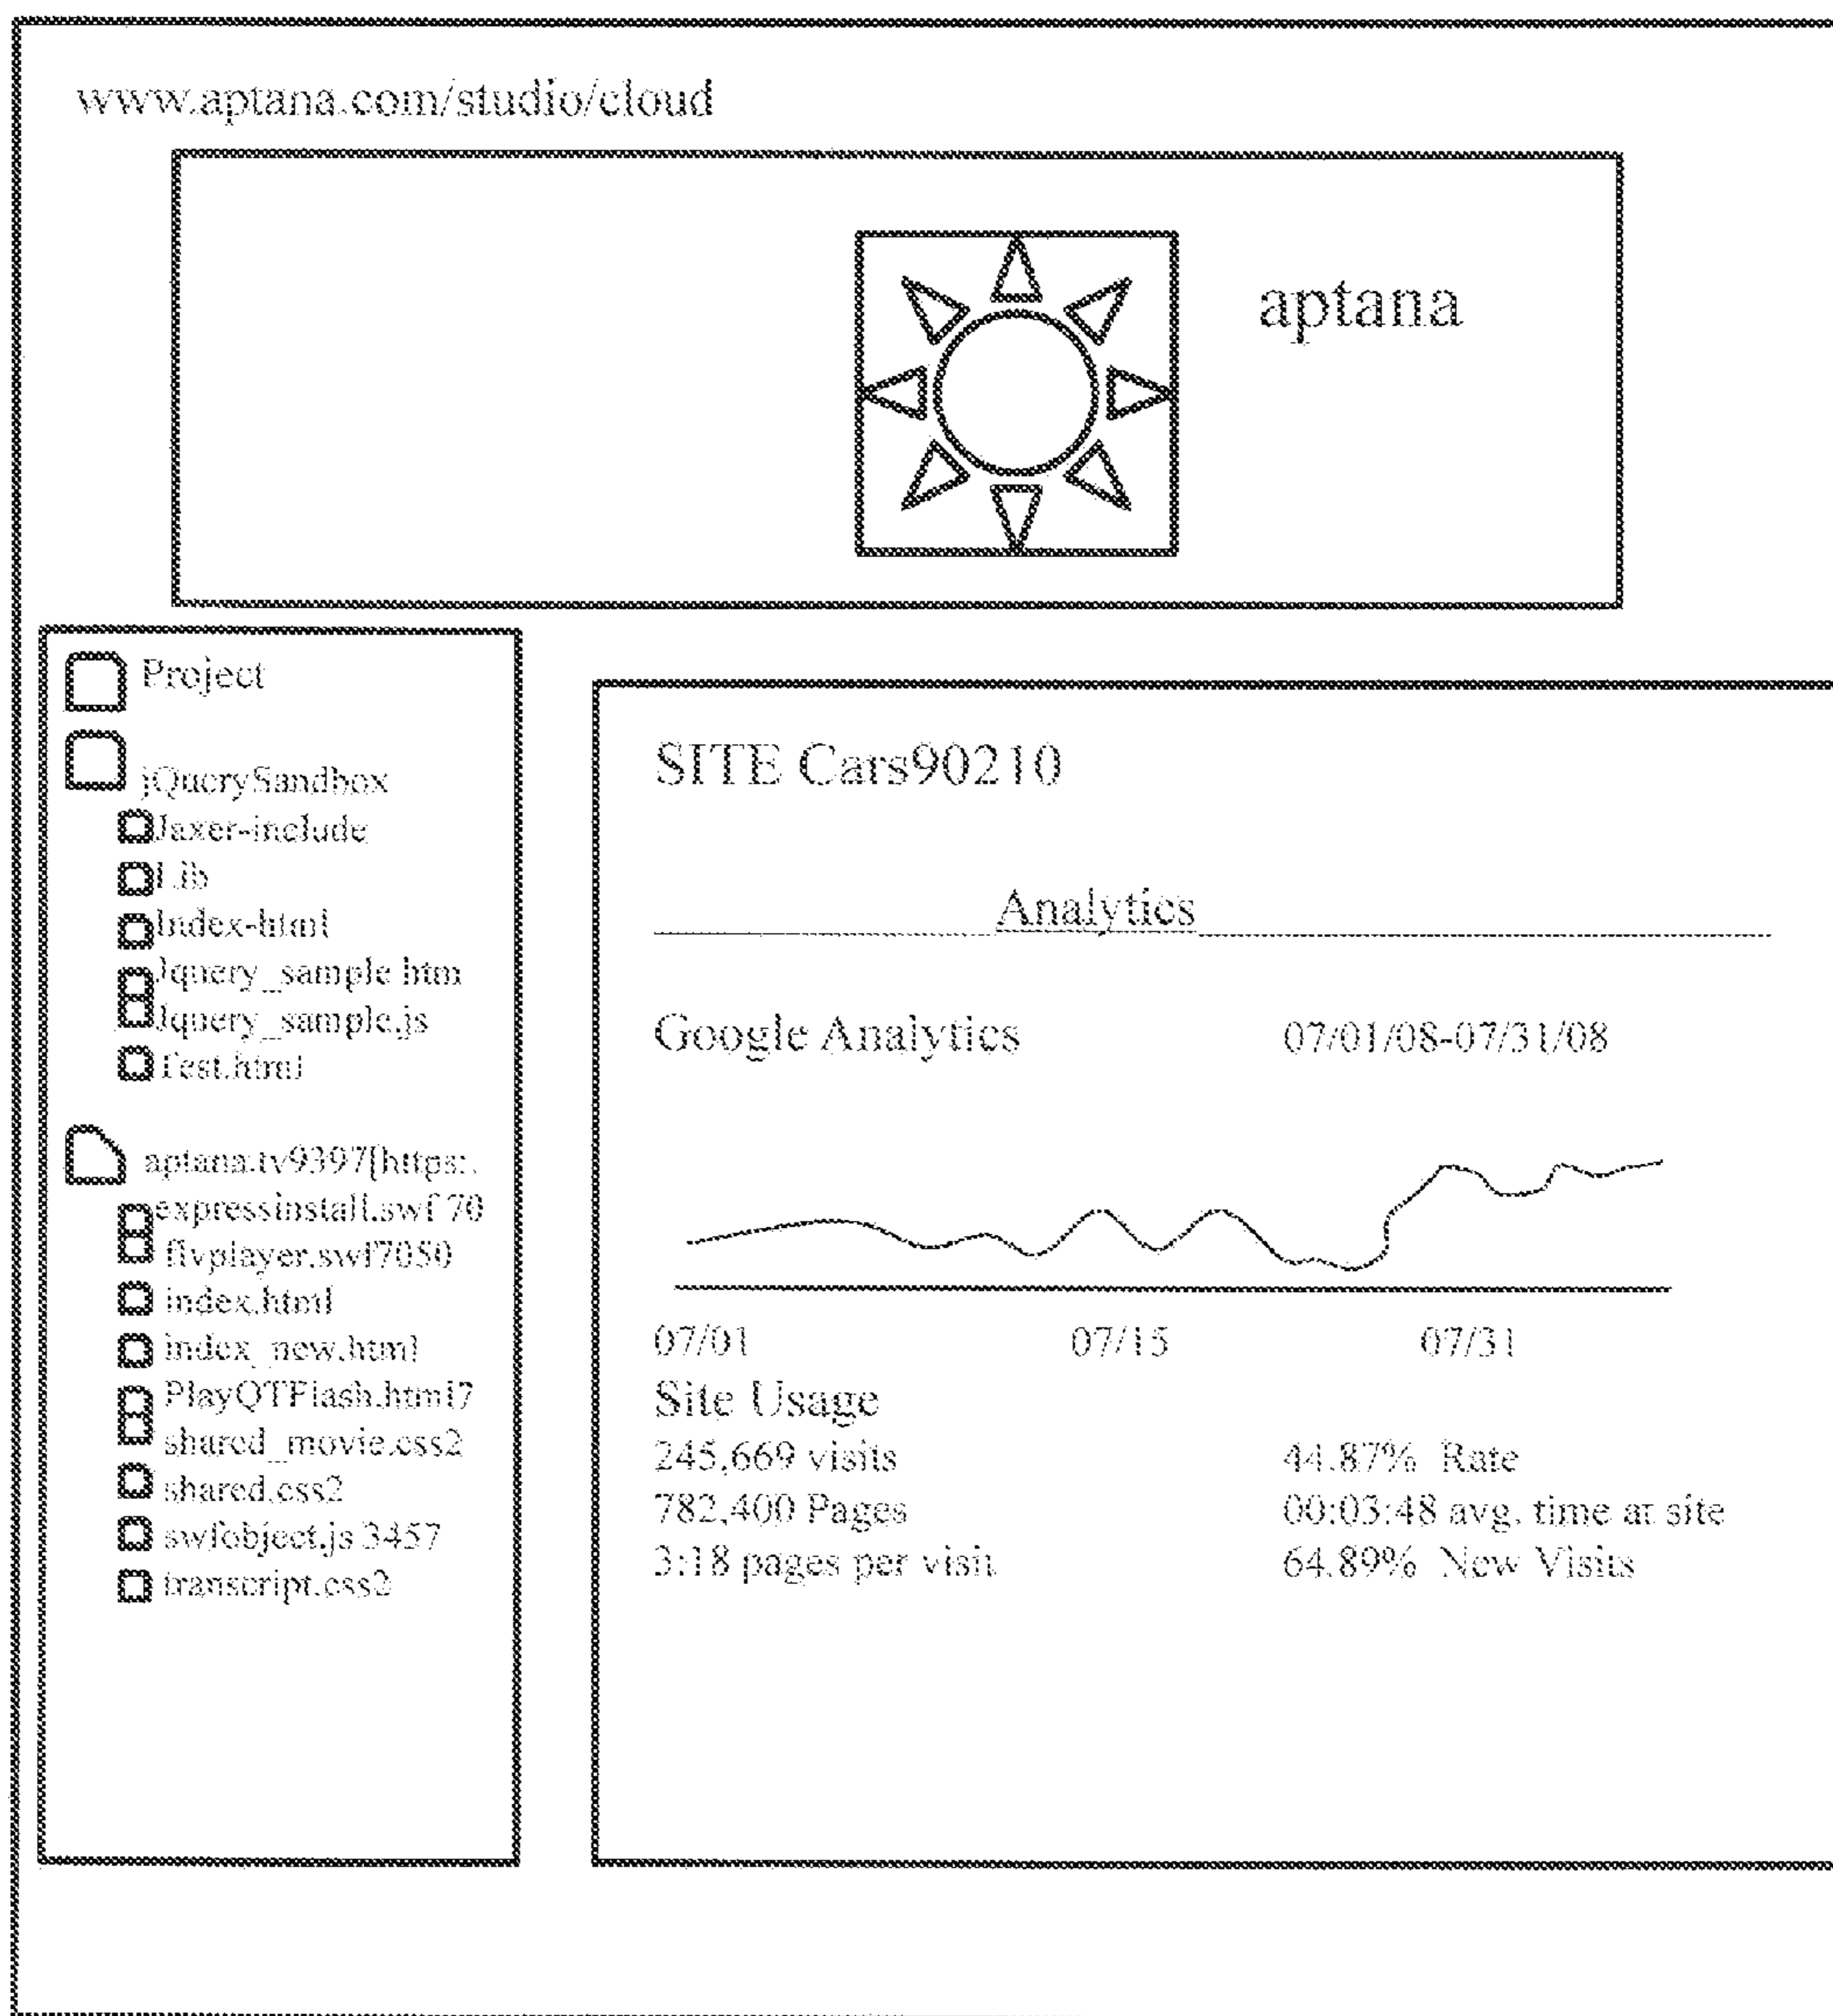 www.aptana.com/studio/cloud
aptana
Project
jQuerySandbox
Jaxer-include
Lib
Index-html
Jquery_sample htm
Jquery_sample.js
Test.html
aptana.tv9397[https:.
expressinstall.swf 70
flvplayer.swf7050
index.html
index_new.html
PlayQTFlash.html7
shared_movie.css2
shared.css2
swfobject.js 3457
transcript.css2
SITE Cars90210
Analytics
Google Analytics 07/01/08-07/31/08
07/01 07/15 07/31
Site Usage
245,669 visits 44.87% Rate
782,400 Pages 00:03:48 avg. time at site
3:18 pages per visit 64.89% New Visits